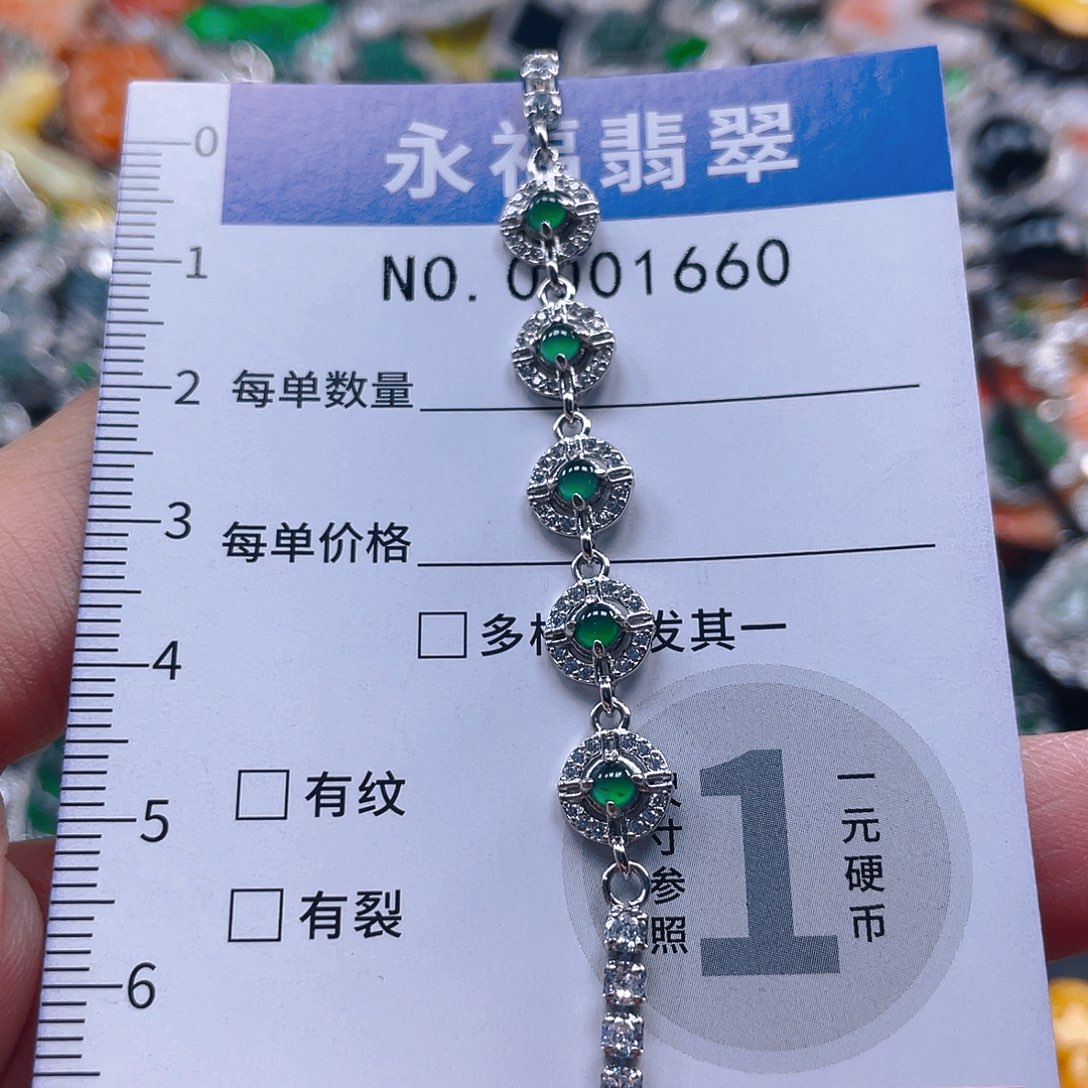 永福翡翠
0
1
NO. 0001660
2
每单数量
3
每单价格
多 发其一
4
有纹
5
有裂
6
寸参照
1
一元硬币